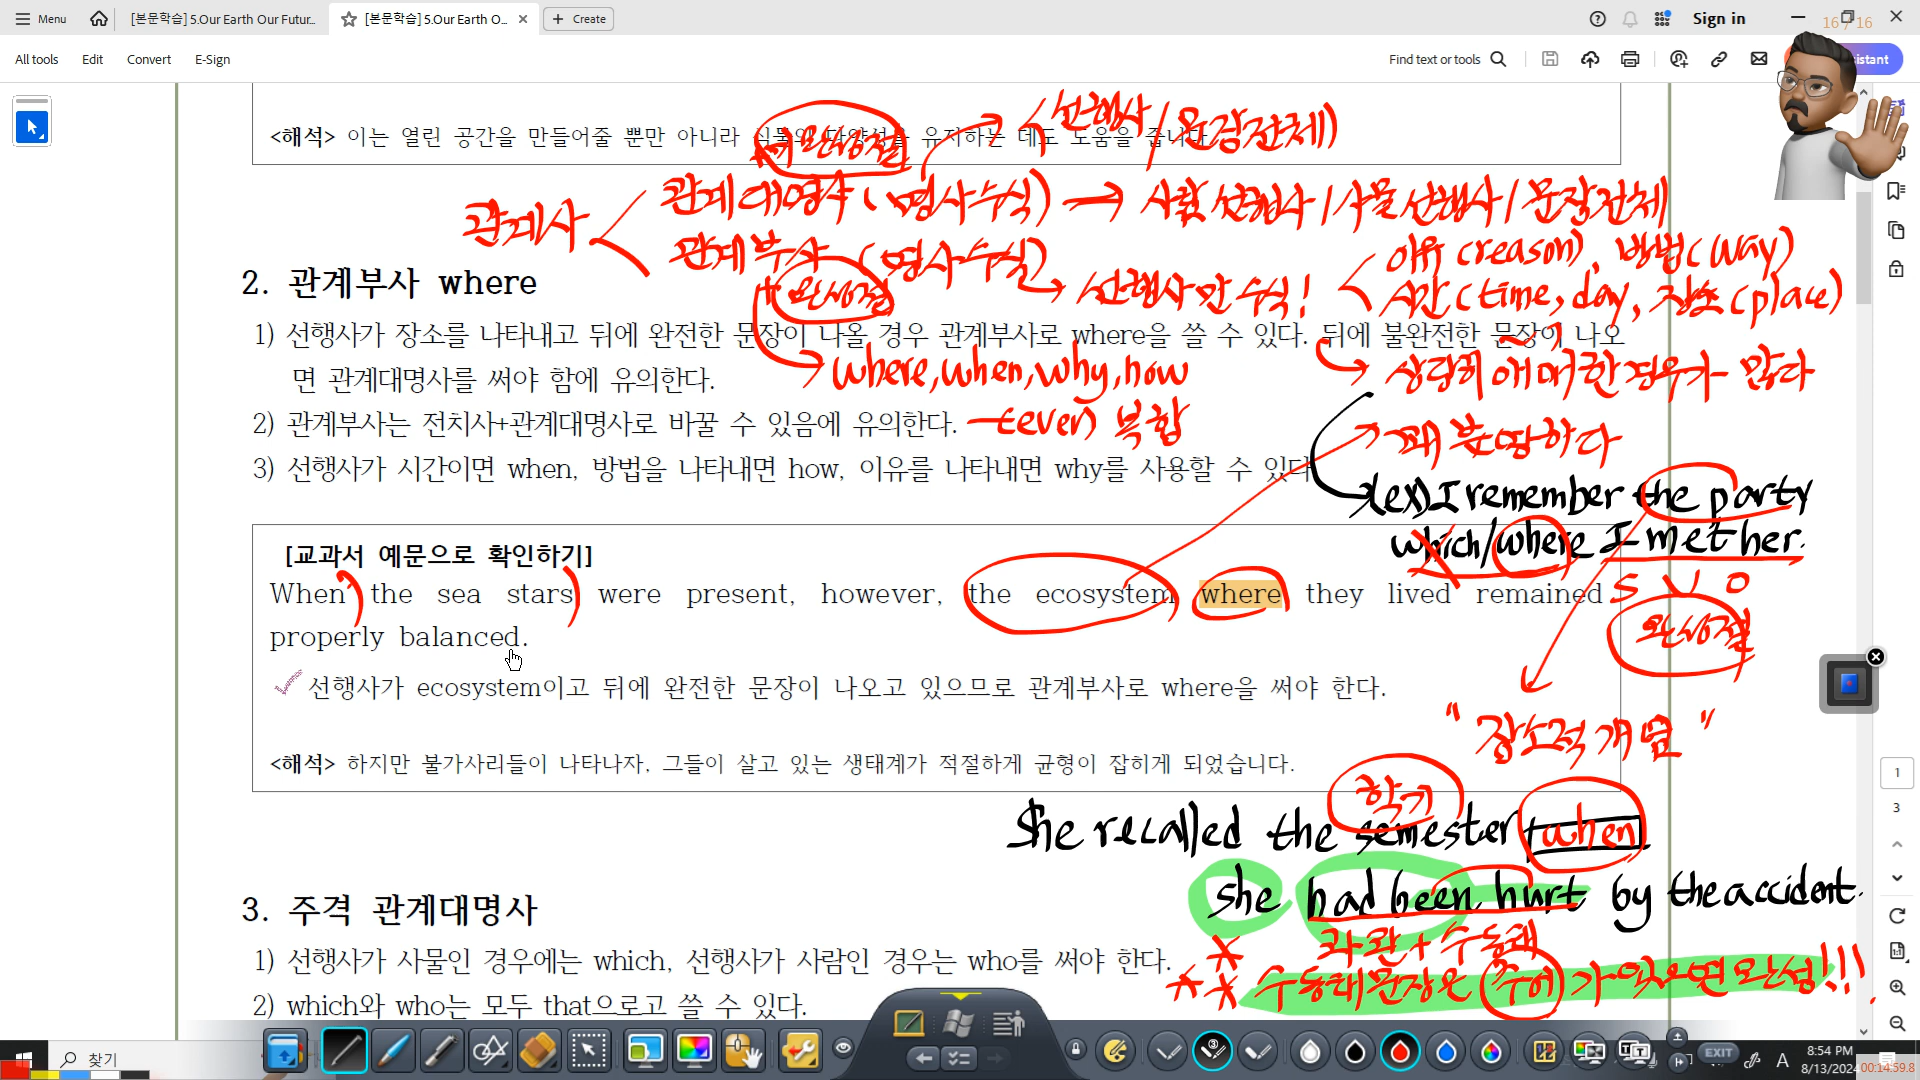 Menu
[본문학습] 5.Our Earth Our Futur...
[본문학습] 5.Our Earth O...
Create
Sign in
16 / 16
All tools
Edit
Convert
E-Sign
Find text or tools
istant
<해석> 이는 열린 공간을 만들어줄 뿐만 아니라 식물의 다양성을 유지하는 데도 도움을 줍니다.
선행사 / 문장전체)
관계사
관계대명사 (명사수식) → 사람 선행사 / 사물 선행사 / 문장전체
관계부사 (명사수식)
+ 완성절
→ 선행사만 수식!
이유 (reason), 방법 (way)
시간 (time, day, 장소 (place)
2. 관계부사 where
1) 선행사가 장소를 나타내고 뒤에 완전한 문장이 나올 경우 관계부사로 where을 쓸 수 있다. 뒤에 불완전한 문장이 나오
면 관계대명사를 써야 함에 유의한다.
where, when, why, how
상당히 애매한 경우가 많다
2) 관계부사는 전치사+관계대명사로 바꿀 수 있음에 유의한다.
(ever) 복합
꽤 분명하다
3) 선행사가 시간이면 when, 방법을 나타내면 how, 이유를 나타내면 why를 사용할 수 있다
(ex) I remember the party
which / where I met her.
S V O
완성절
[교과서 예문으로 확인하기]
When the sea stars were present, however, the ecosystem where they lived remained
properly balanced.
선행사가 ecosystem이고 뒤에 완전한 문장이 나오고 있으므로 관계부사로 where을 써야 한다.
" 장소적 개념 "
<해석> 하지만 불가사리들이 나타나자, 그들이 살고 있는 생태계가 적절하게 균형이 잡히게 되었습니다.
학기
She recalled the semester when
she had been hurt by the accident.
과완 + 수동태
수동태문장은 (주어)가 있으면 완성!!!
3. 주격 관계대명사
1) 선행사가 사물인 경우에는 which, 선행사가 사람인 경우는 who를 써야 한다.
2) which와 who는 모두 that으로고 쓸 수 있다.
1
3
찾기
EXIT
A
8:54 PM
8/13/2024
00:14:59.8